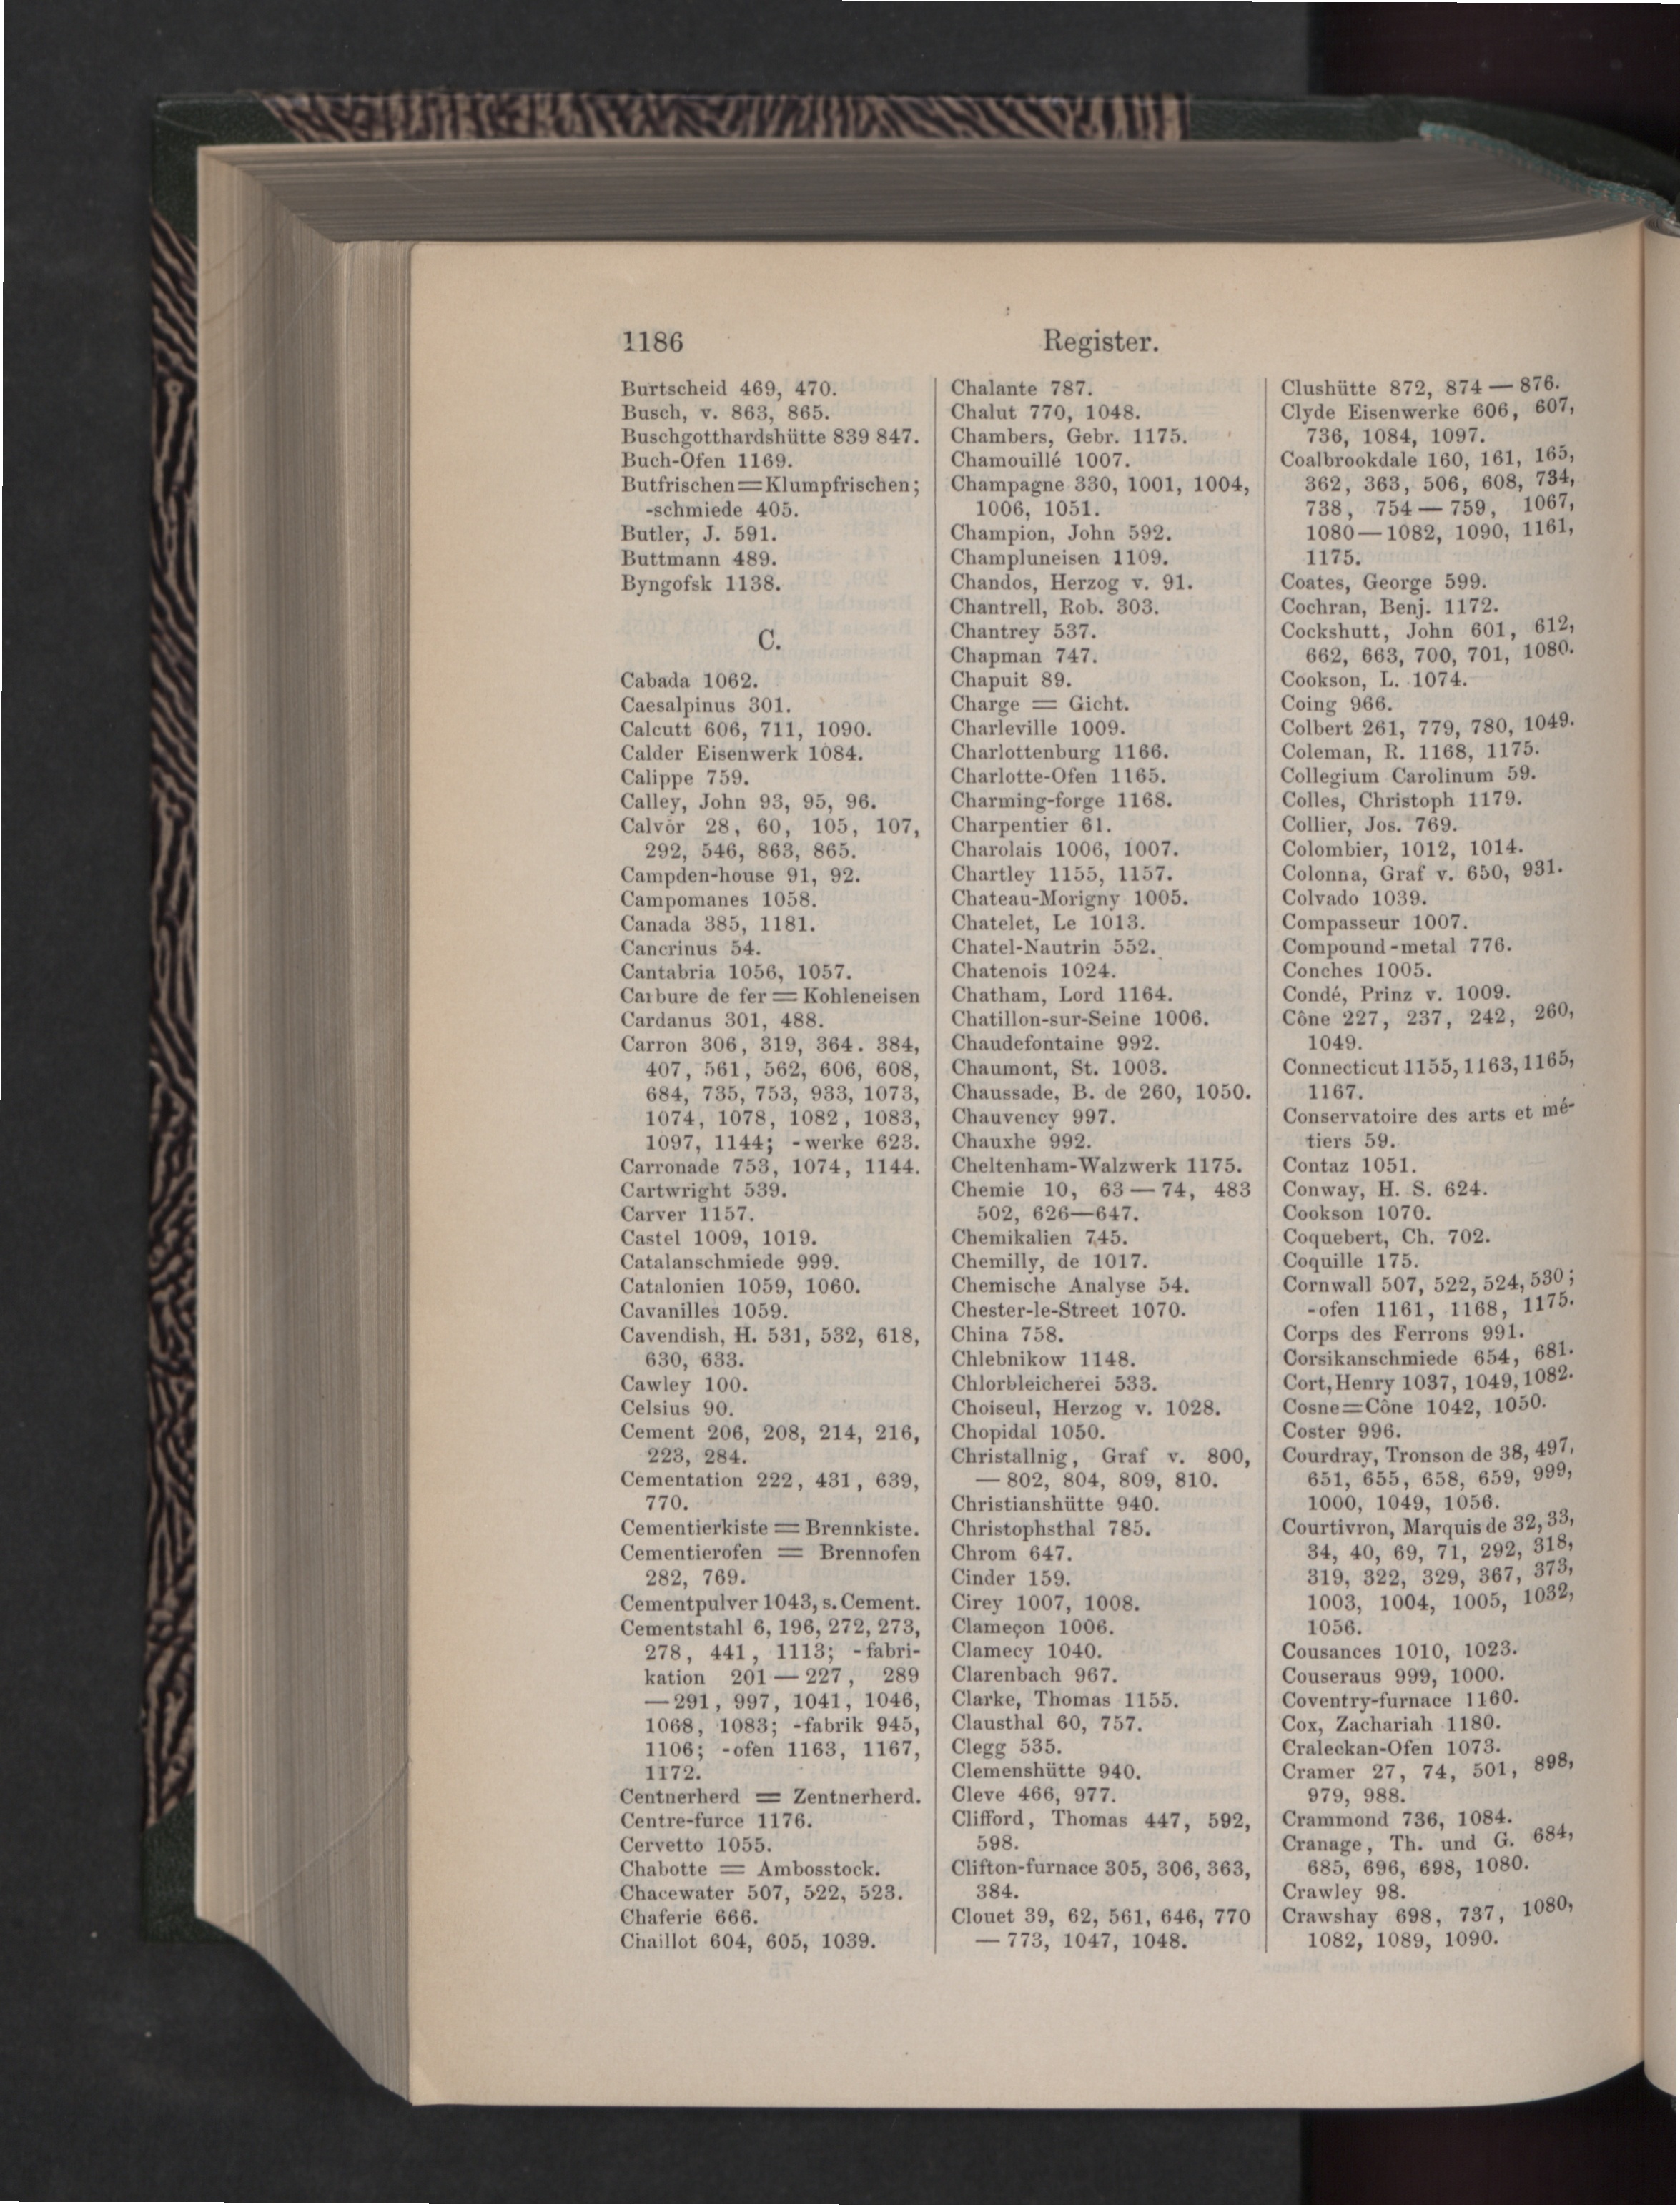 1186
Register.
Burtscheid 469, 470.
Busch, v. 863, 865.
Buschgotthardshütte 839 847.
Buch-Ofen 1169.
Butfrischen=Klumpfrischen;
-schmiede 405.
Butler, J. 591.
Buttmann 489.
Byngofsk 1138.
C.
Cabada 1062.
Caesalpinus 301.
Calcutt 606, 711, 1090.
Calder Eisenwerk 1084.
Calippe 759.
Calley, John 93, 95, 96.
Calvör 28, 60, 105, 107,
292, 546, 863, 865.
Campden-house 91, 92.
Campomanes 1058.
Canada 385, 1181.
Cancrinus 54.
Cantabria 1056, 1057.
Carbure de fer = Kohleneisen
Cardanus 301, 488.
Carron 306, 319, 364. 384,
407, 561, 562, 606, 608,
684, 735, 753, 933, 1073,
1074, 1078, 1082, 1083,
1097, 1144; -werke 623.
Carronade 753, 1074, 1144.
Cartwright 539.
Carver 1157.
Castel 1009, 1019.
Catalanschmiede 999.
Catalonien 1059, 1060.
Cavanilles 1059.
Cavendish, H. 531, 532, 618,
630, 633.
Cawley 100.
Celsius 90.
Cement 206, 208, 214, 216,
223, 284.
Cementation 222, 431, 639,
770.
Cementierkiste = Brennkiste.
Cementierofen = Brennofen
282, 769.
Cementpulver 1043, s. Cement.
Cementstahl 6, 196, 272, 273,
278, 441, 1113; -fabri-
kation 201 — 227, 289
— 291, 997, 1041, 1046,
1068, 1083; -fabrik 945,
1106; -ofen 1163, 1167,
1172.
Centnerherd = Zentnerherd.
Centre-furce 1176.
Cervetto 1055.
Chabotte = Ambosstock.
Chacewater 507, 522, 523.
Chaferie 666.
Chaillot 604, 605, 1039.
Chalante 787.
Chalut 770, 1048.
Chambers, Gebr. 1175.
Chamouillé 1007.
Champagne 330, 1001, 1004,
1006, 1051.
Champion, John 592.
Champluneisen 1109.
Chandos, Herzog v. 91.
Chantrell, Rob. 303.
Chantrey 537.
Chapman 747.
Chapuit 89.
Charge = Gicht.
Charleville 1009.
Charlottenburg 1166.
Charlotte-Ofen 1165.
Charming-forge 1168.
Charpentier 61.
Charolais 1006, 1007.
Chartley 1155, 1157.
Chateau-Morigny 1005.
Chatelet, Le 1013.
Chatel-Nautrin 552.
Chatenois 1024.
Chatham, Lord 1164.
Chatillon-sur-Seine 1006.
Chaudefontaine 992.
Chaumont, St. 1003.
Chaussade, B. de 260, 1050.
Chauvency 997.
Chauxhe 992.
Cheltenham-Walzwerk 1175.
Chemie 10, 63 — 74, 483
502, 626—647.
Chemikalien 745.
Chemilly, de 1017.
Chemische Analyse 54.
Chester-le-Street 1070.
China 758.
Chlebnikow 1148.
Chlorbleicherei 533.
Choiseul, Herzog v. 1028.
Chopidal 1050.
Christallnig, Graf v. 800,
— 802, 804, 809, 810.
Christianshütte 940.
Christophsthal 785.
Chrom 647.
Cinder 159.
Cirey 1007, 1008.
Clameçon 1006.
Clamecy 1040.
Clarenbach 967.
Clarke, Thomas 1155.
Clausthal 60, 757.
Clegg 535.
Clemenshütte 940.
Cleve 466, 977.
Clifford, Thomas 447, 592,
598.
Clifton-furnace 305, 306, 363,
384.
Clouet 39, 62, 561, 646, 770
— 773, 1047, 1048.
Clushütte 872, 874 — 876.
Clyde Eisenwerke 606, 607,
736, 1084, 1097.
Coalbrookdale 160, 161, 165,
362, 363, 506, 608, 734,
738, 754 — 759, 1067,
1080—1082, 1090, 1161,
1175.
Coates, George 599.
Cochran, Benj. 1172.
Cockshutt, John 601, 612,
662, 663, 700, 701, 1080.
Cookson, L. 1074.
Coing 966.
Colbert 261, 779, 780, 1049.
Coleman, R. 1168, 1175.
Collegium Carolinum 59.
Colles, Christoph 1179.
Collier, Jos. 769.
Colombier, 1012, 1014.
Colonna, Graf v. 650, 931.
Colvado 1039.
Compasseur 1007.
Compound-metal 776.
Conches 1005.
Condé, Prinz v. 1009.
Cône 227, 237, 242, 260,
1049.
Connecticut 1155, 1163, 1165,
1167.
Conservatoire des arts et mé-
tiers 59.
Contaz 1051.
Conway, H. S. 624.
Cookson 1070.
Coquebert, Ch. 702.
Coquille 175.
Cornwall 507, 522, 524, 530;
-ofen 1161, 1168, 1175.
Corps des Ferrons 991.
Corsikanschmiede 654, 681.
Cort, Henry 1037, 1049, 1082.
Cosne=Cône 1042, 1050.
Coster 996.
Courdray, Tronson de 38, 497,
651, 655, 658, 659, 999,
1000, 1049, 1056.
Courtivron, Marquis de 32, 33,
34, 40, 69, 71, 292, 318,
319, 322, 329, 367, 373,
1003, 1004, 1005, 1032,
1056.
Cousances 1010, 1023.
Couseraus 999, 1000.
Coventry-furnace 1160.
Cox, Zachariah 1180.
Craleckan-Ofen 1073.
Cramer 27, 74, 501, 898,
979, 988.
Crammond 736, 1084.
Cranage, Th. und G. 684,
685, 696, 698, 1080.
Crawley 98.
Crawshay 698, 737, 1080,
1082, 1089, 1090.